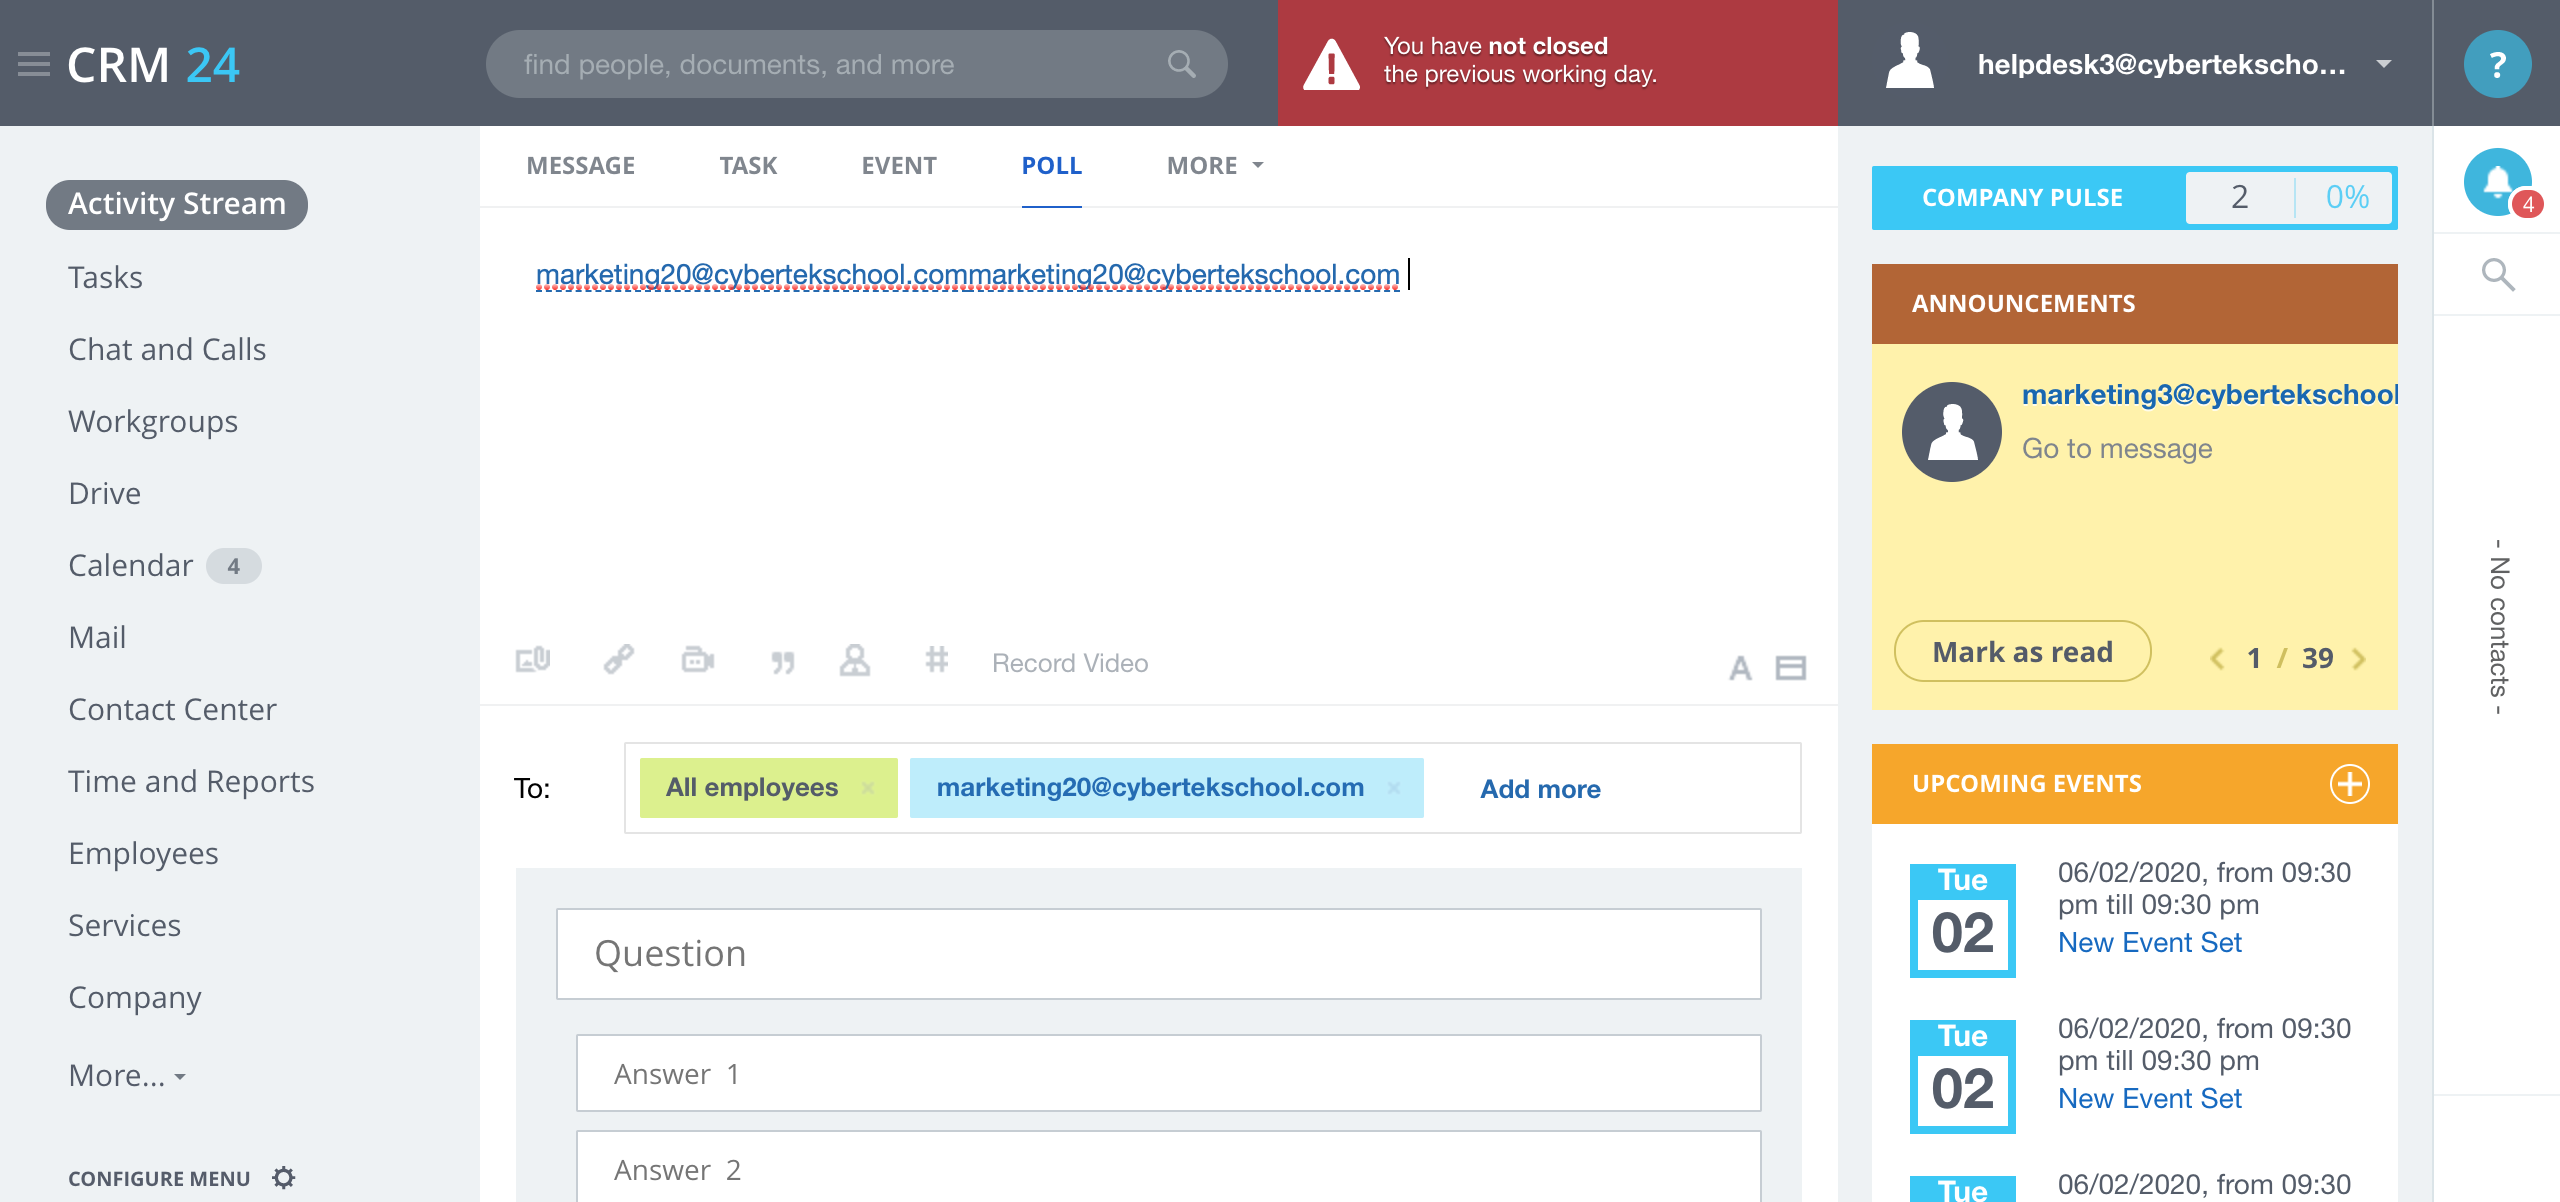 CRM 24
find people, documents, and more
You have not closed
the previous working day.
helpdesk3@cybertekscho...
?
Activity Stream
Tasks
Chat and Calls
Workgroups
Drive
Calendar 4
Mail
Contact Center
Time and Reports
Employees
Services
Company
More...
CONFIGURE MENU
MESSAGE TASK EVENT POLL MORE
marketing20@cybertekschool.commarketing20@cybertekschool.com
Record Video
A
To: All employees × marketing20@cybertekschool.com × Add more
Question
Answer 1
Answer 2
COMPANY PULSE 2 0%
ANNOUNCEMENTS
marketing3@cybertekschool
Go to message
Mark as read 1 / 39
UPCOMING EVENTS
Tue
02
06/02/2020, from 09:30
pm till 09:30 pm
New Event Set
Tue
02
06/02/2020, from 09:30
pm till 09:30 pm
New Event Set
Tue
06/02/2020, from 09:30
4
- No contacts -